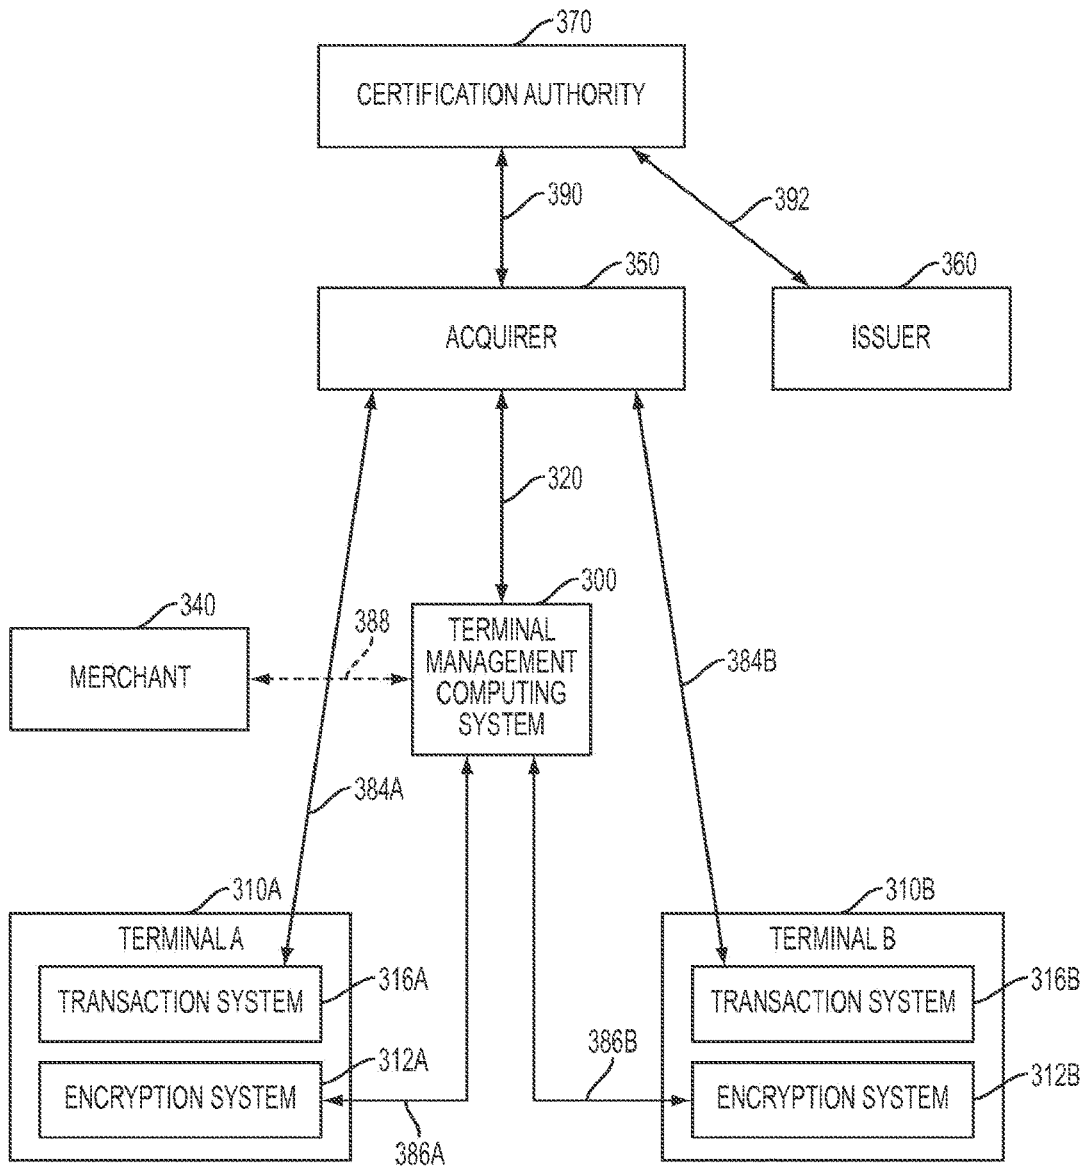 370
CERTIFICATION AUTHORITY
390
392
350
360
ACQUIRER
ISSUER
320
300
340
388
MERCHANT
TERMINAL
MANAGEMENT
COMPUTING
SYSTEM
384B
384A
310A
310B
TERMINAL A
TERMINAL B
TRANSACTION SYSTEM
316A
TRANSACTION SYSTEM
316B
ENCRYPTION SYSTEM
312A
386B
ENCRYPTION SYSTEM
312B
386A